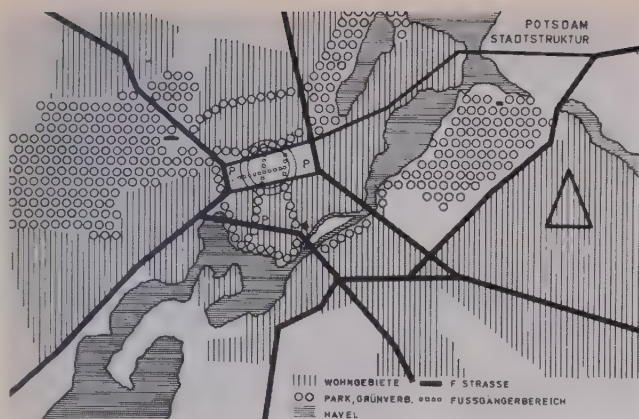 POTSDAM
STADTSTRUKTUR
P
P
WOHNGEBIETE
F STRASSE
PARK, GRÜNVERB.
FUSSGÄNGERBEREICH
HAVEL